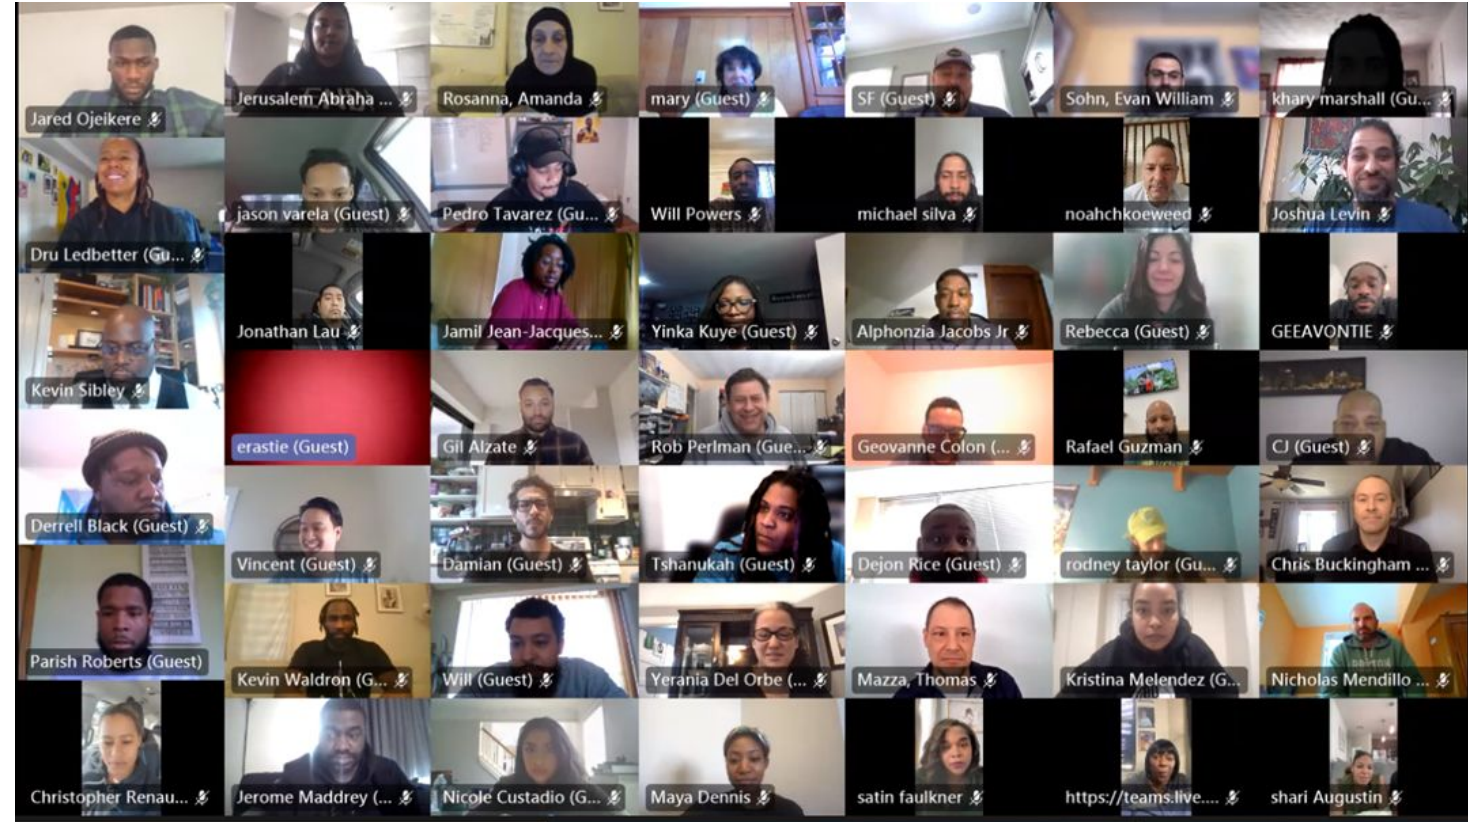 Jared Ojeikere
Jerusalem Abraha ...
Rosanna, Amanda
mary (Guest)
SF (Guest)
Sohn, Evan William
khary marshall (Gu...
Dru Ledbetter (Gu...
jason varela (Guest)
Pedro Tavarez (Gu...
Will Powers
michael silva
noahchkoeweed
Joshua Levin
Kevin Sibley
Jonathan Lau
Jamil Jean-Jacques...
Yinka Kuye (Guest)
Alphonzia Jacobs Jr
Rebecca (Guest)
GEEAVONTIE
Derrell Black (Guest)
erastie (Guest)
Gil Alzate
Rob Perlman (Gue...
Geovanne Colon (...
Rafael Guzman
CJ (Guest)
Parish Roberts (Guest)
Vincent (Guest)
Damian (Guest)
Tshanukah (Guest)
Dejon Rice (Guest)
rodney taylor (Gu...
Chris Buckingham ...
Kevin Waldron (G...
Will (Guest)
Yerania Del Orbe (...
Mazza, Thomas
Kristina Melendez (G...
Nicholas Mendillo ...
Christopher Renau...
Jerome Maddrey (...
Nicole Custadio (G...
Maya Dennis
satin faulkner
https://teams.live....
shari Augustin